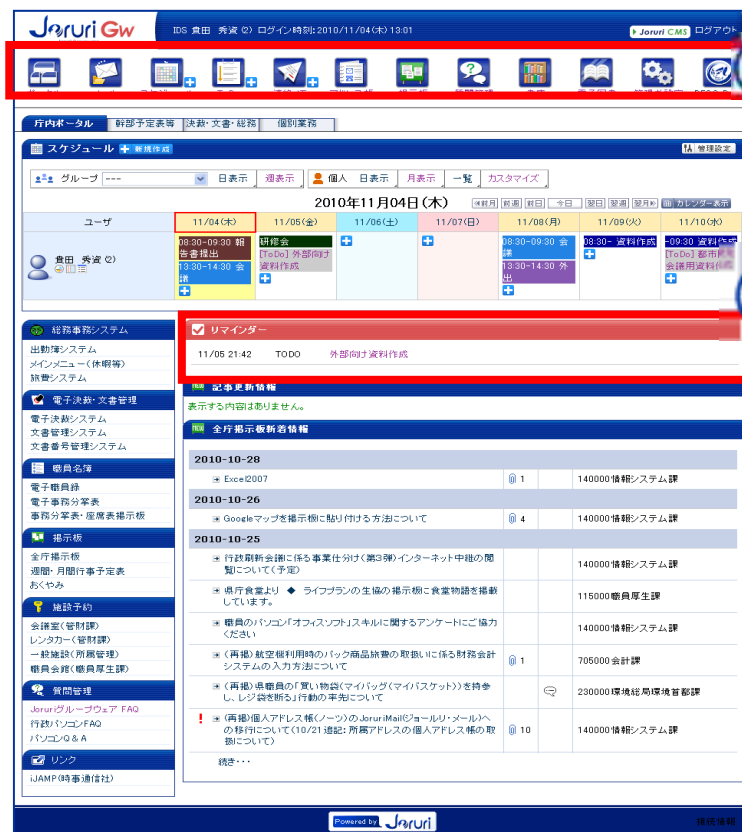 Joruri Gw
IDS 食田 秀資 (2) ログイン時刻:2010/11/04(木) 13:01
Joruri CMS ログアウト
庁内ポータル 幹部予定表等 決裁・文書・総務 個別業務
スケジュール 新規作成
管理設定
グループ --- 日表示 週表示 個人 日表示 月表示 一覧 カスタマイズ
2010年11月04日(木)
≪前月 前週 前日 今日 翌日 翌週 翌月≫ カレンダー表示
ユーザ 11/04(木) 11/05(金) 11/06(土) 11/07(日) 11/08(月) 11/09(火) 11/10(水)
食田 秀資 (2)
08:30-09:30 報告書提出
13:30-14:30 会議
研修会
[ToDo] 外部向け資料作成
08:30-09:30 会議
13:30-14:30 外出
08:30- 資料作成
-09:30 資料作成
[ToDo] 都市
会議用資料
総務事務システム
出勤簿システム
メインメニュー(休暇等)
旅費システム
電子決裁・文書管理
電子決裁システム
文書管理システム
文書番号管理システム
職員名簿
電子職員録
電子事務分掌表
事務分掌表・座席表掲示板
掲示板
全庁掲示板
週間・月間行事予定表
おくやみ
施設予約
会議室(管財課)
レンタカー(管財課)
一般施設(所属管理)
職員会館(職員厚生課)
質問管理
Joruriグループウェア FAQ
行政パソコンFAQ
パソコンQ & A
リンク
iJAMP(時事通信社)
リマインダー
11/05 21:42 TODO 外部向け資料作成
記事更新情報
表示する内容はありません。
全庁掲示板新着情報
2010-10-28
Excel2007 1 140000情報システム課
2010-10-26
Googleマップを掲示板に貼り付ける方法について 4 140000情報システム課
2010-10-25
行政刷新会議に係る事業仕分け(第3弾)インターネット中継の閲
覧について(予定) 140000情報システム課
県庁食堂より ◆ ライフプランの生協の掲示板に食堂物語を掲載
しています。 115000職員厚生課
職員のパソコン「オフィスソフト」スキルに関するアンケートにご協力
ください 140000情報システム課
(再掲)航空機利用時のパック商品旅費の取扱いに係る財務会計
システムの入力方法について 1 705000会計課
(再掲)県職員の「買い物袋(マイバッグ(マイバスケット))を持参
し、レジ袋を断る」行動の率先について 230000環境総局環境首都課
(再掲)個人アドレス帳(ノーツ)のJoruriMail(ジョールリ・メール)へ
の移行について(10/21追記:所属アドレスの個人アドレス帳の取
扱について) 10 140000情報システム課
続き・・・
Powered by Joruri
接続情報